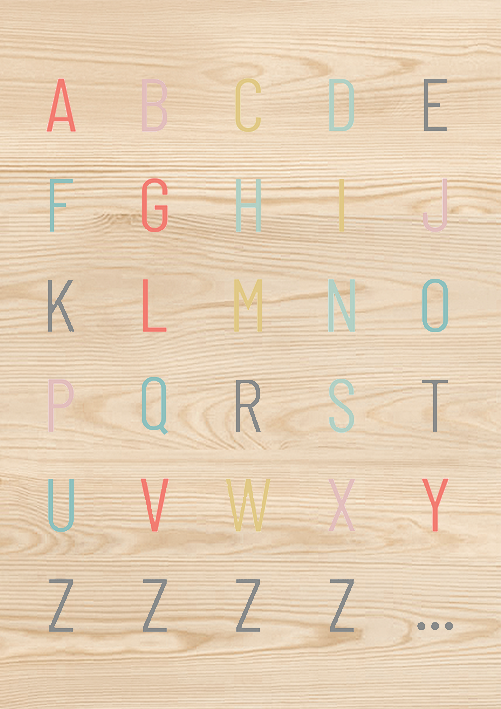 A B C D E
F G H I J
K L M N O
P Q R S T
U V W X Y
Z Z Z Z ...